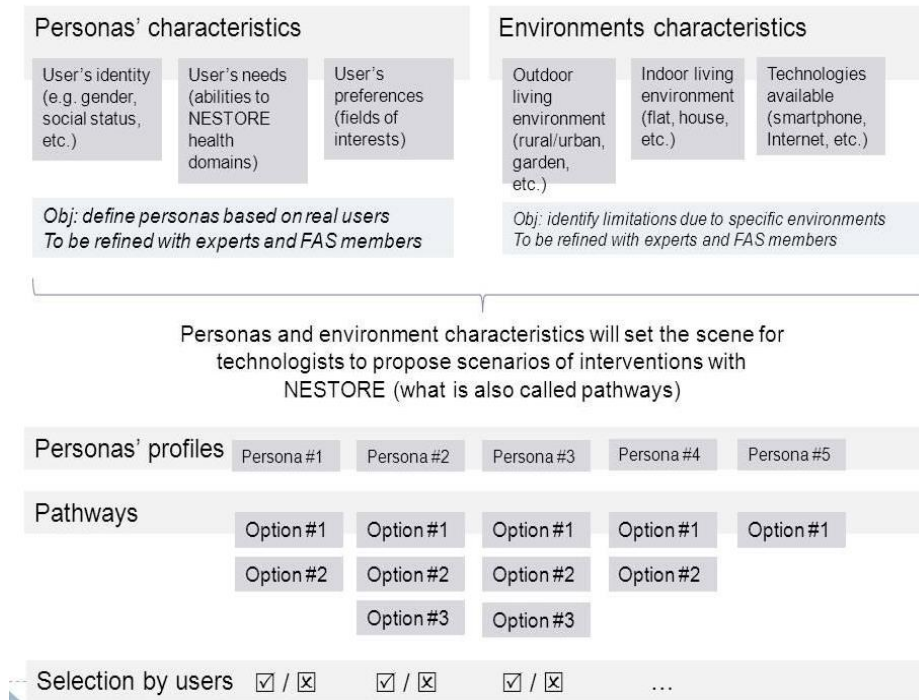 Personas' characteristics
User's identity
(e.g. gender,
social status,
etc.)
User's needs
(abilities to
NESTORE
health
domains)
User's
preferences
(fields of
interests)
Obj: define personas based on real users
To be refined with experts and FAS members
Environments characteristics
Outdoor
living
environment
(rural/urban,
garden,
etc.)
Indoor living
environment
(flat, house,
etc.)
Technologies
available
(smartphone,
Internet, etc.)
Obj: identify limitations due to specific environments
To be refined with experts and FAS members
Personas and environment characteristics will set the scene for
technologists to propose scenarios of interventions with
NESTORE (what is also called pathways)
Personas' profiles
Persona #1
Persona #2
Persona #3
Persona #4
Persona #5
Pathways
Option #1
Option #1
Option #1
Option #1
Option #1
Option #2
Option #2
Option #2
Option #2
Option #3
Option #3
Selection by users
☑ / ☒
☑ / ☒
☑ / ☒
...